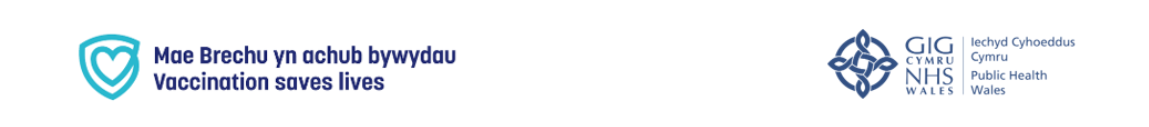 Mae Brechu yn achub bywydau
Vaccination saves lives
GIG
CYMRU
NHS
WALES
Iechyd Cyhoeddus
Cymru
Public Health
Wales